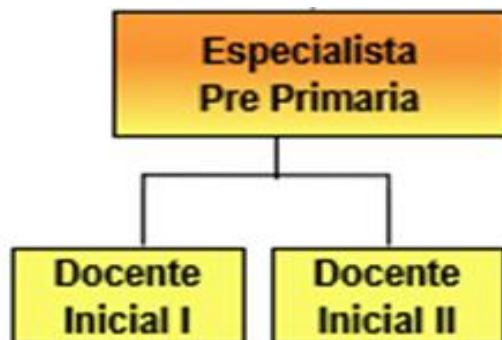 Especialista
Pre Primaria
Docente
Inicial I
Docente
Inicial II